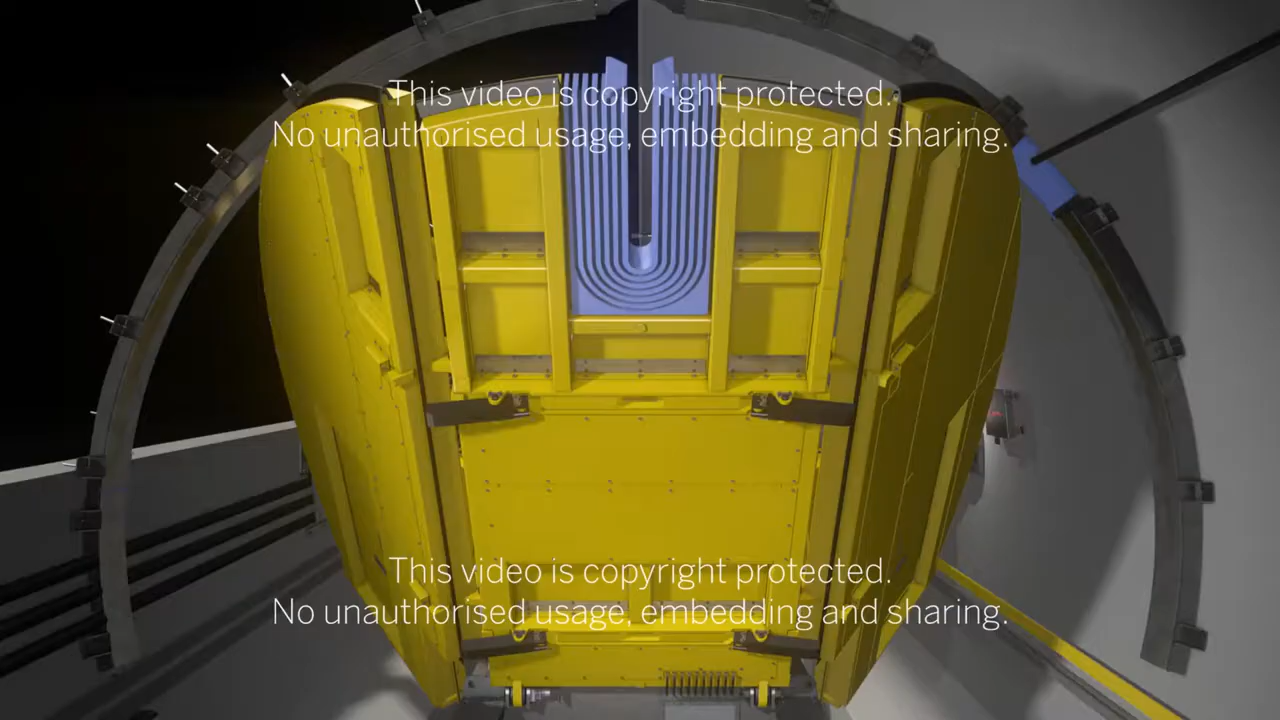 This video is copyright protected.
No unauthorised usage, embedding and sharing.
This video is copyright protected.
No unauthorised usage, embedding and sharing.